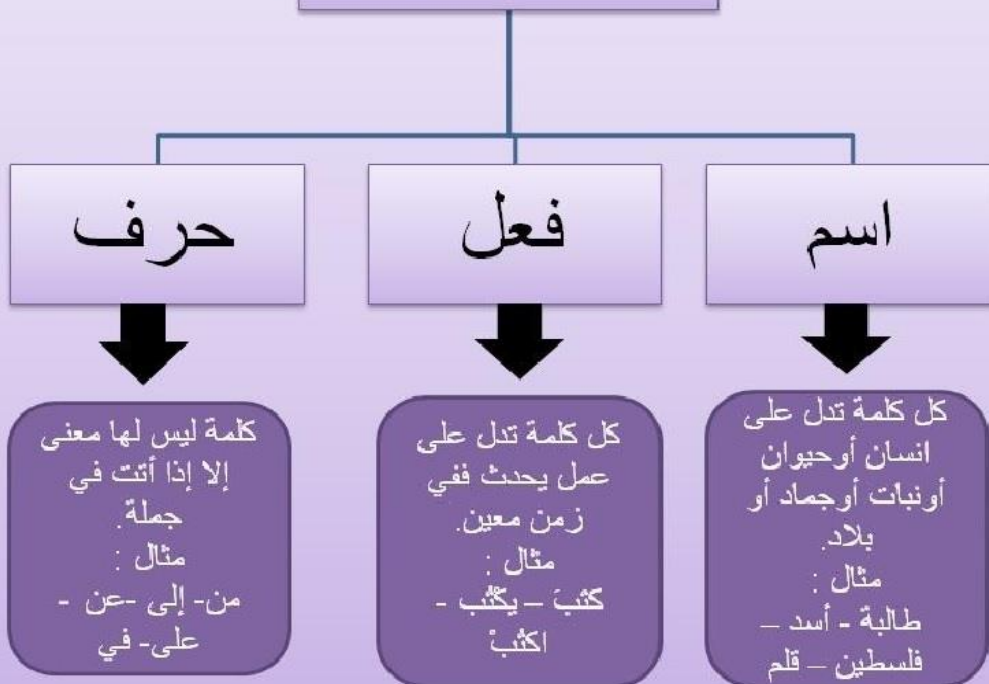 اسم
فعل
حرف
كل كلمة تدل على
انسان أوحيوان
أونبات أوجماد أو
بلاد.
مثال :
طالبة - أسد –
فلسطين – قلم
كل كلمة تدل على
عمل يحدث ففي
زمن معين.
مثال :
كتبَ – يكتب -
اكتبْ
كلمة ليس لها معنى
إلا إذا أتت في
جملة.
مثال :
من- إلى -عن -
على- في